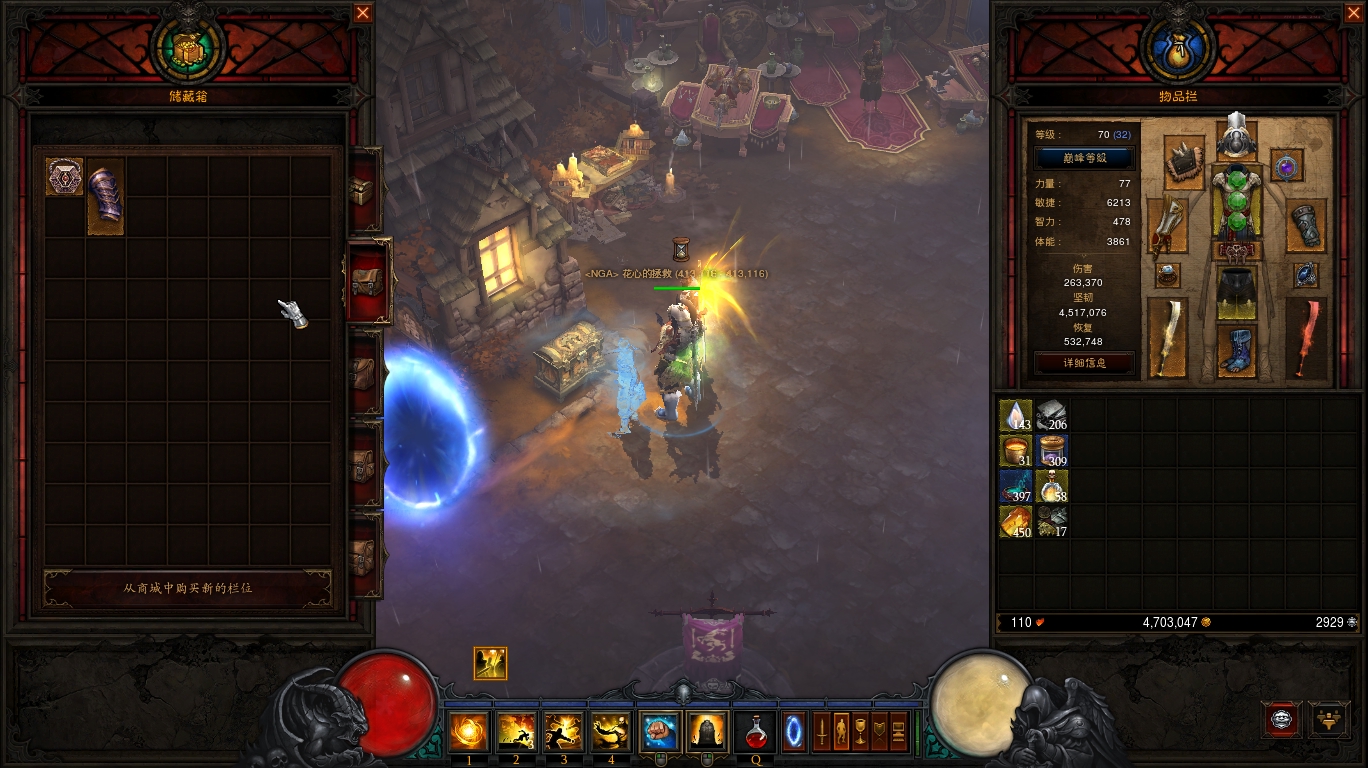 储藏箱
从商城中购买新的栏位
<NGA> 花心的拯救 (413,116 / 413,116)
1 2 3 4 Q
物品栏
等级: 70 (32)
巅峰等级
力量: 77
敏捷: 6213
智力: 478
体能: 3861
伤害
263,370
坚韧
4,517,076
恢复
532,748
详细信息
143 206
31 309
397 58
450 17
110 4,703,047 2929